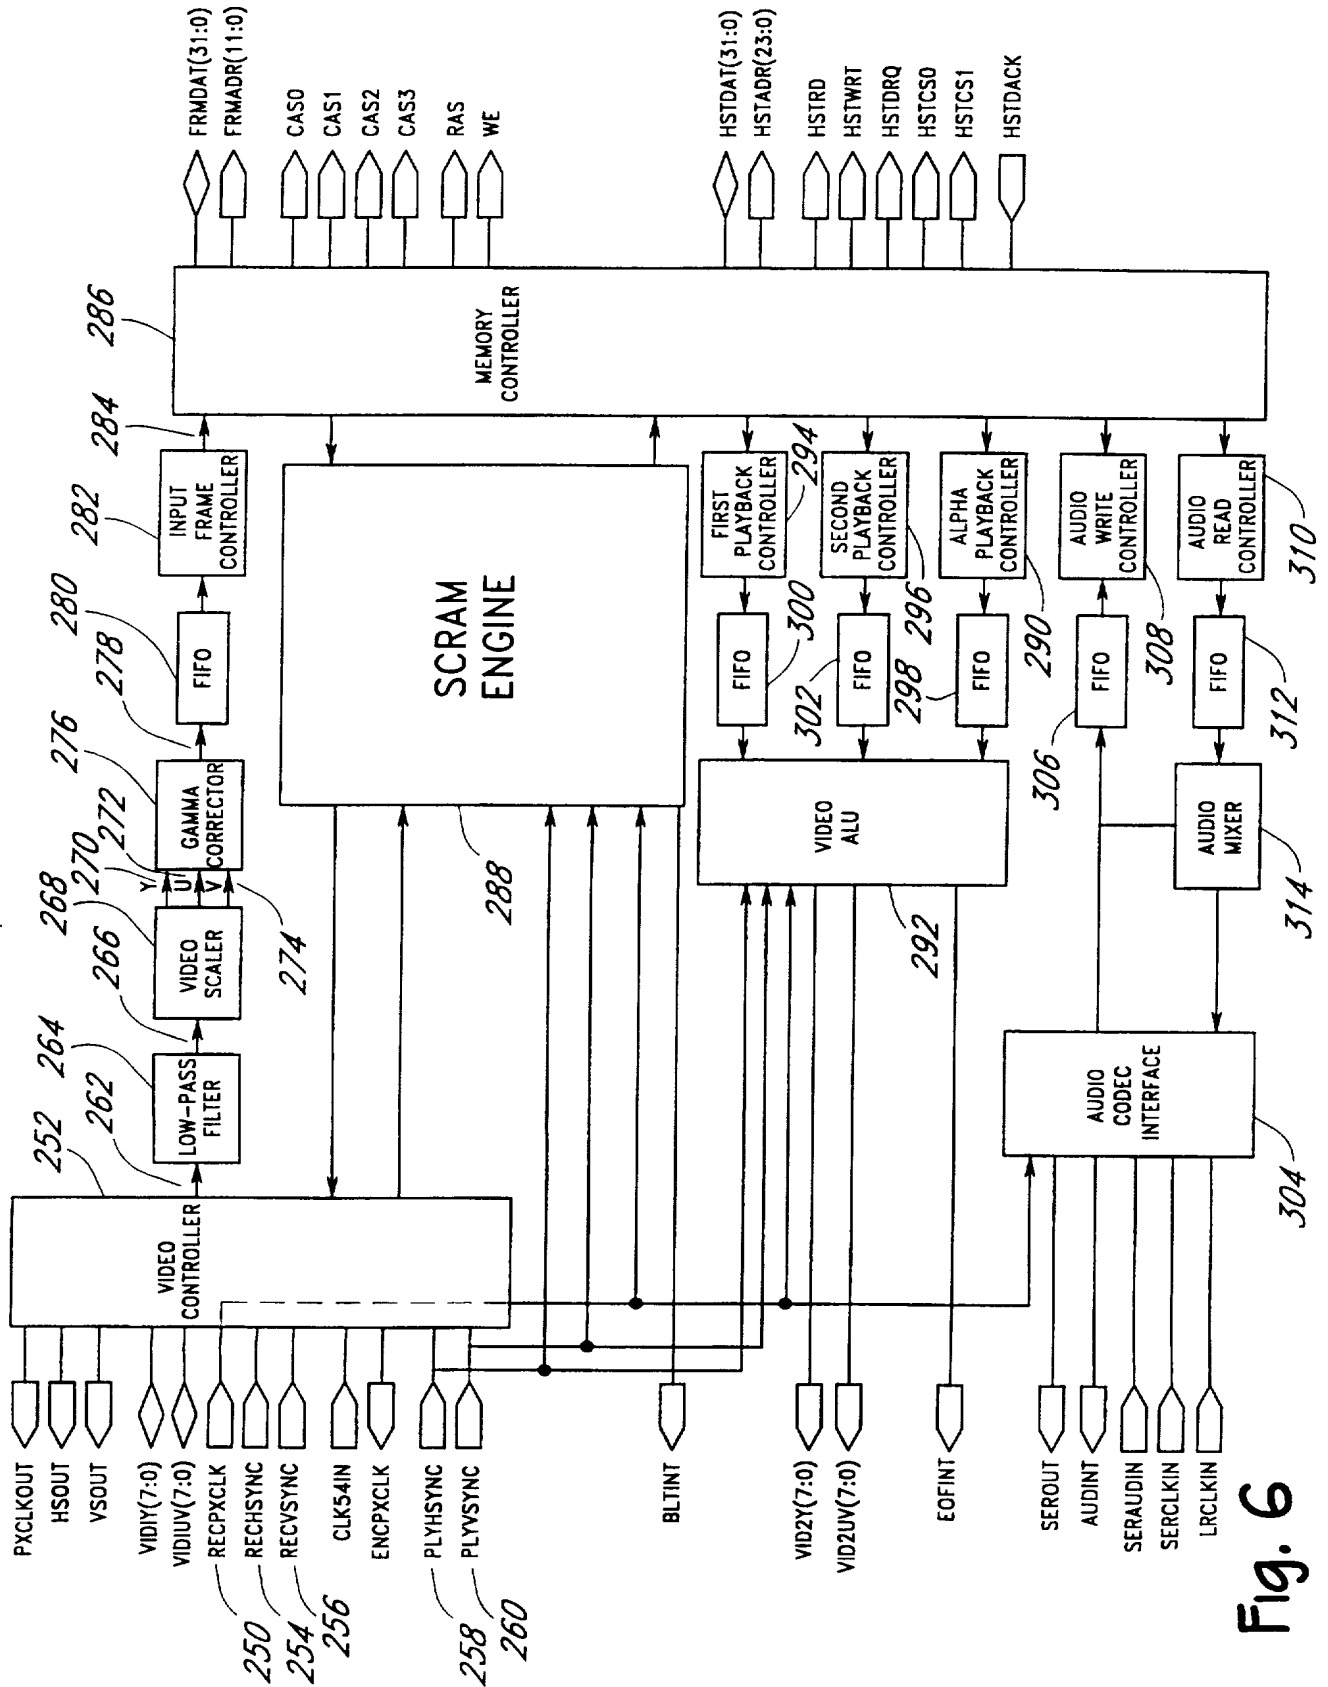 PXCLKOUT
HSOUT
VSOUT
VIDIY(7:0)
VIDIUV(7:0)
RECPXCLK
RECHSYNC
RECVSYNC
CLK54IN
ENCPXCLK
PLYHSYNC
PLYVSYNC
BLTINT
VID2Y(7:0)
VID2UV(7:0)
EOFINT
SEROUT
AUDINT
SERAUDIN
SERCLKIN
LRCLKIN
250
254
256
258
260
252
VIDEO
CONTROLLER
262
264
LOW-PASS
FILTER
266
268
VIDEO
SCALER
270
272
274
Y
U
V
276
GAMMA
CORRECTOR
278
280
FIFO
282
INPUT
FRAME
CONTROLLER
284
286
MEMORY
CONTROLLER
SCRAM
ENGINE
288
FIRST
PLAYBACK
CONTROLLER
294
SECOND
PLAYBACK
CONTROLLER
296
ALPHA
PLAYBACK
CONTROLLER
290
AUDIO
WRITE
CONTROLLER
308
AUDIO
READ
CONTROLLER
310
FIFO
300
FIFO
302
FIFO
298
FIFO
306
FIFO
312
VIDEO
ALU
292
AUDIO
MIXER
314
AUDIO
CODEC
INTERFACE
304
FRMDAT(31:0)
FRMADR(11:0)
CAS0
CAS1
CAS2
CAS3
RAS
WE
HSTDAT(31:0)
HSTADR(23:0)
HSTRD
HSTWRT
HSTDRQ
HSTCS0
HSTCS1
HSTDACK
Fig. 6